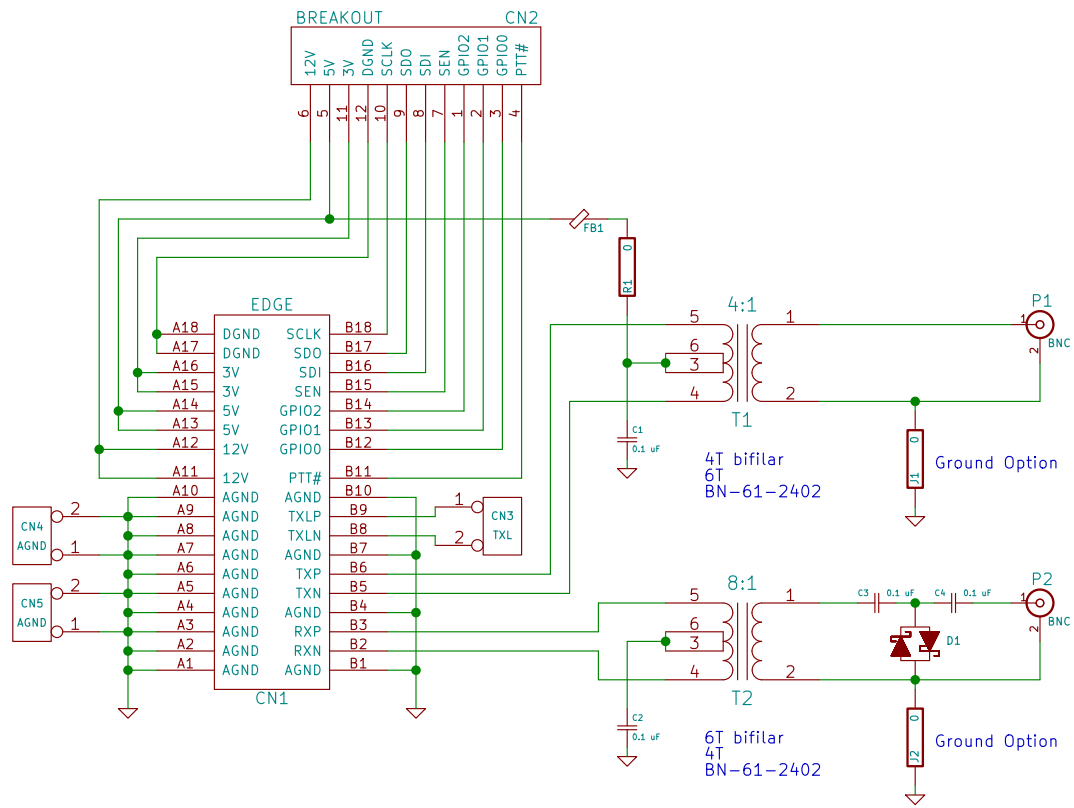 BREAKOUT CN2
12V 5V 3V DGND SCLK SDO SDI SEN GPIO2 GPIO1 GPIO0 PTT#
6 5 11 12 10 9 8 7 1 2 3 4
FB1
0
R1
EDGE
A18 DGND SCLK B18
A17 DGND SDO B17
A16 3V SDI B16
A15 3V SEN B15
A14 5V GPIO2 B14
A13 5V GPIO1 B13
A12 12V GPIO0 B12
A11 12V PTT# B11
A10 AGND AGND B10
A9 AGND TXLP B9
A8 AGND TXLN B8
A7 AGND AGND B7
A6 AGND TXP B6
A5 AGND TXN B5
A4 AGND AGND B4
A3 AGND RXP B3
A2 AGND RXN B2
A1 AGND AGND B1
CN1
2
CN4
AGND
1
2
CN5
AGND
1
1
CN3
TXL
2
4:1
5 1
6
3
4 2
T1
P1
1
BNC
2
C1
0.1 uF
4T bifilar
6T
BN-61-2402
0
J1
Ground Option
8:1
5 1
6
3
4 2
T2
C3 0.1 uF
C4 0.1 uF
P2
1
BNC
2
D1
C2
0.1 uF
6T bifilar
4T
BN-61-2402
0
J2
Ground Option